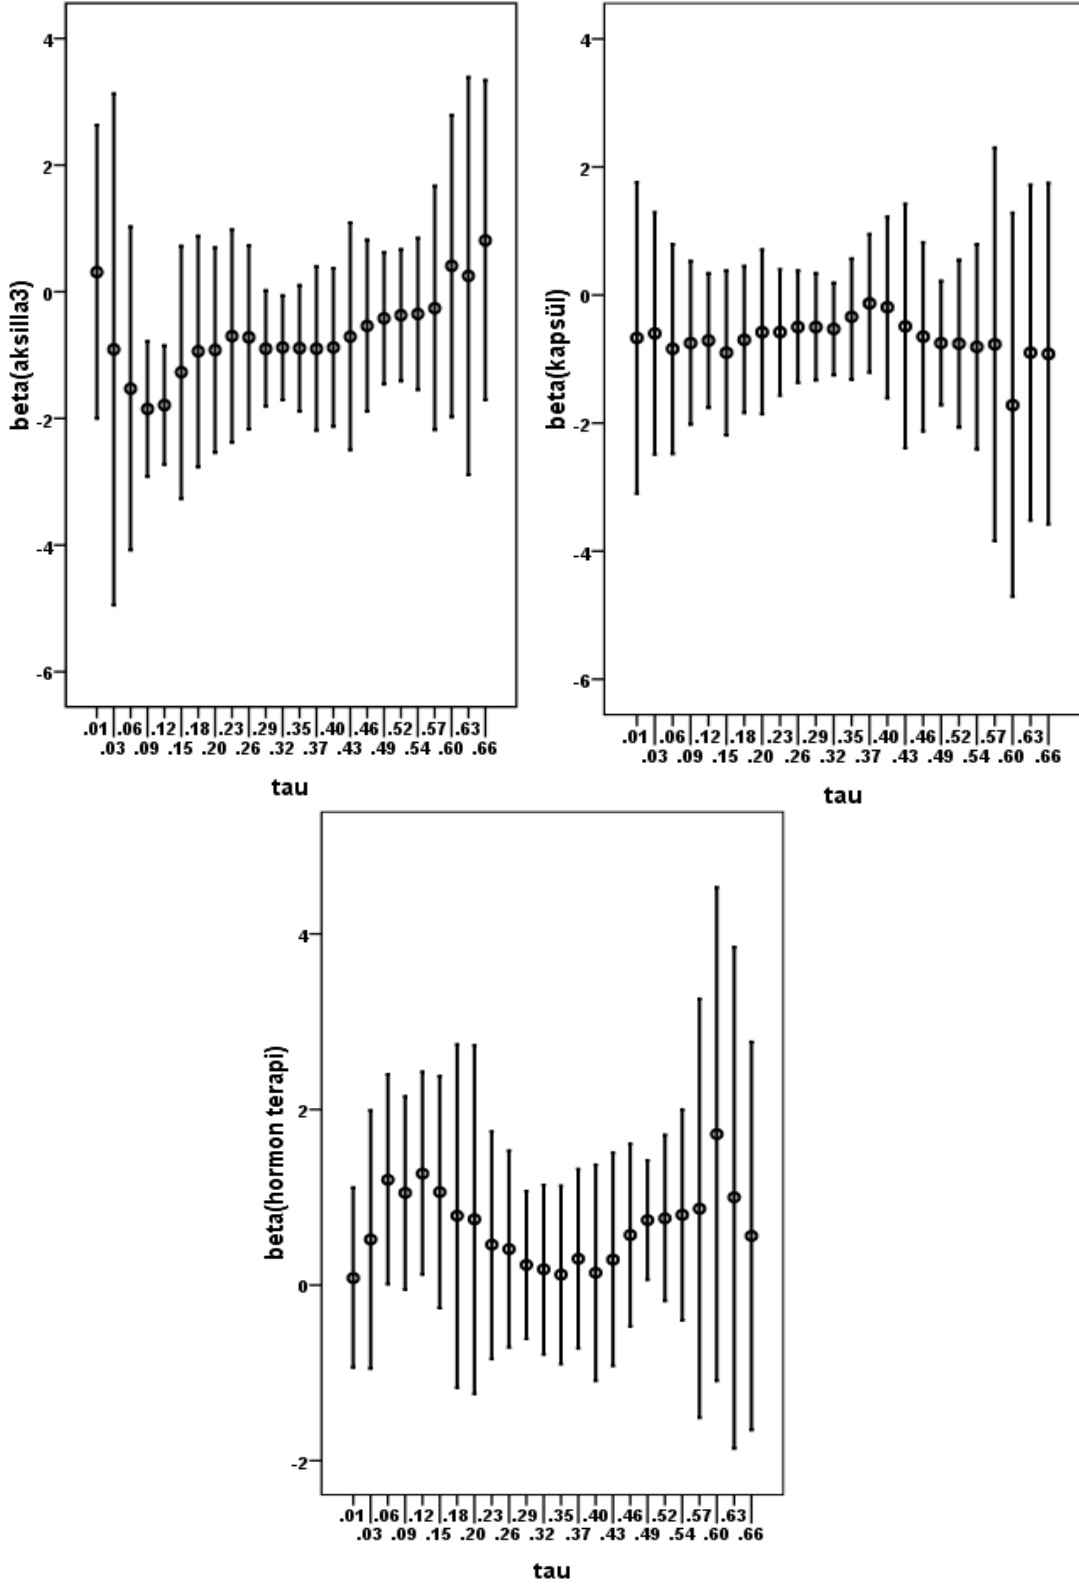 4
2
0
-2
-4
-6
beta(aksilla3)
.01 .06 .12 .18 .23 .29 .35 .40 .46 .52 .57 .63
.03 .09 .15 .20 .26 .32 .37 .43 .49 .54 .60 .66
tau
4
2
0
-2
-4
-6
beta(kapsül)
.01 .06 .12 .18 .23 .29 .35 .40 .46 .52 .57 .63
.03 .09 .15 .20 .26 .32 .37 .43 .49 .54 .60 .66
tau
4
2
0
-2
beta(hormon terapi)
.01 .06 .12 .18 .23 .29 .35 .40 .46 .52 .57 .63
.03 .09 .15 .20 .26 .32 .37 .43 .49 .54 .60 .66
tau